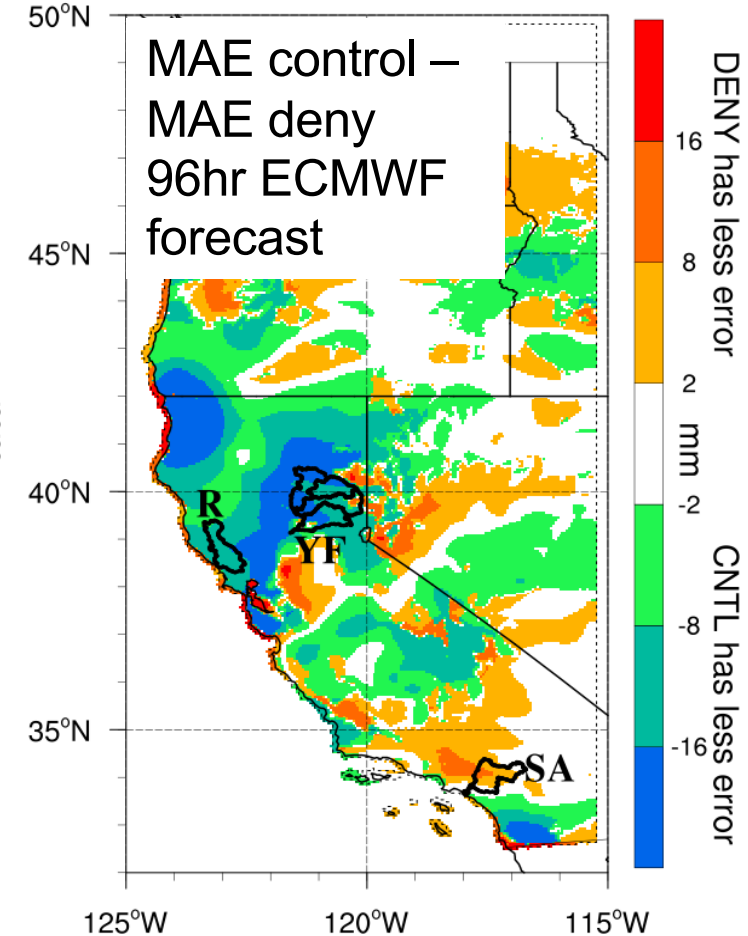 50°N
MAE control –
MAE deny
96hr ECMWF
forecast
45°N
40°N
35°N
R
YF
SA
125°W
120°W
115°W
16
8
2
mm
-2
-8
-16
DENY has less error
CNTL has less error